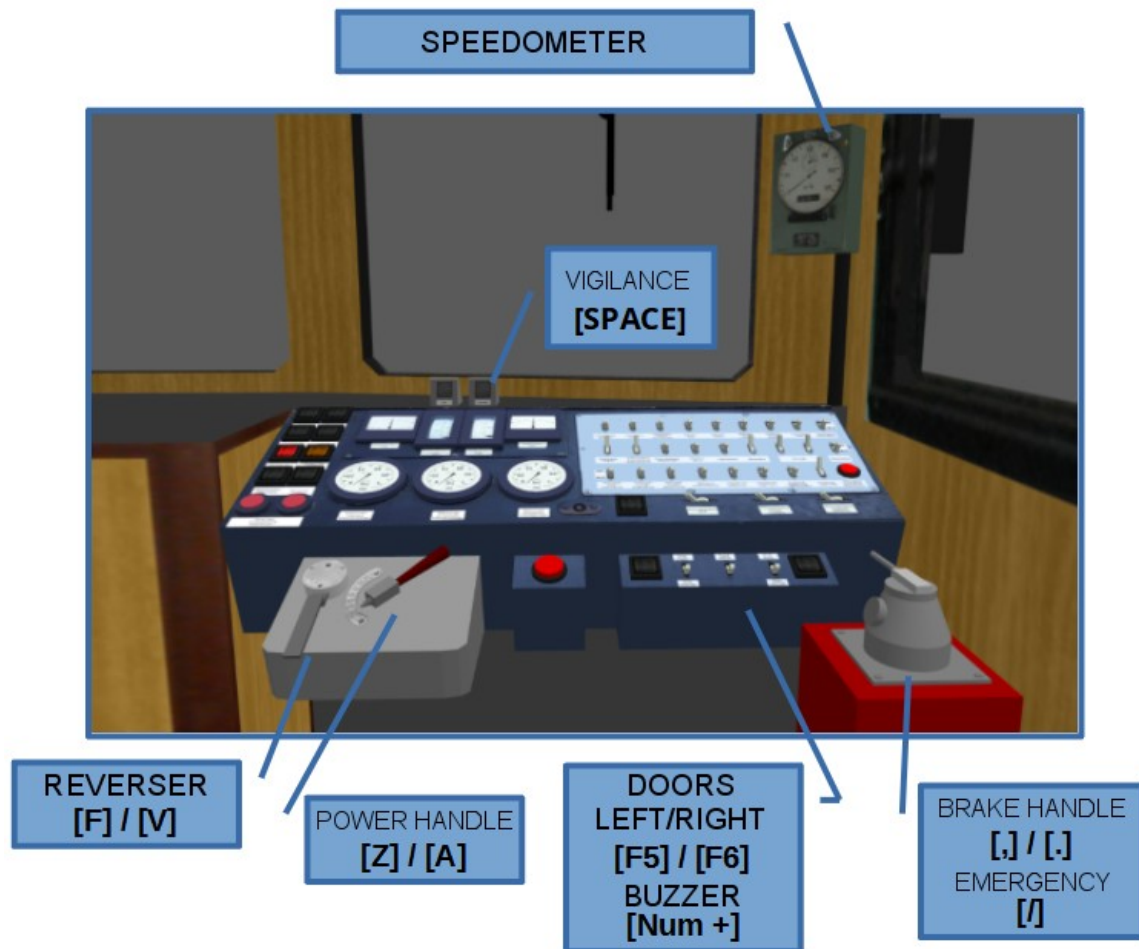 SPEEDOMETER
VIGILANCE
[SPACE]
REVERSER
[F] / [V]
POWER HANDLE
[Z] / [A]
DOORS
LEFT/RIGHT
[F5] / [F6]
BUZZER
[Num +]
BRAKE HANDLE
[,] / [.]
EMERGENCY
[/]